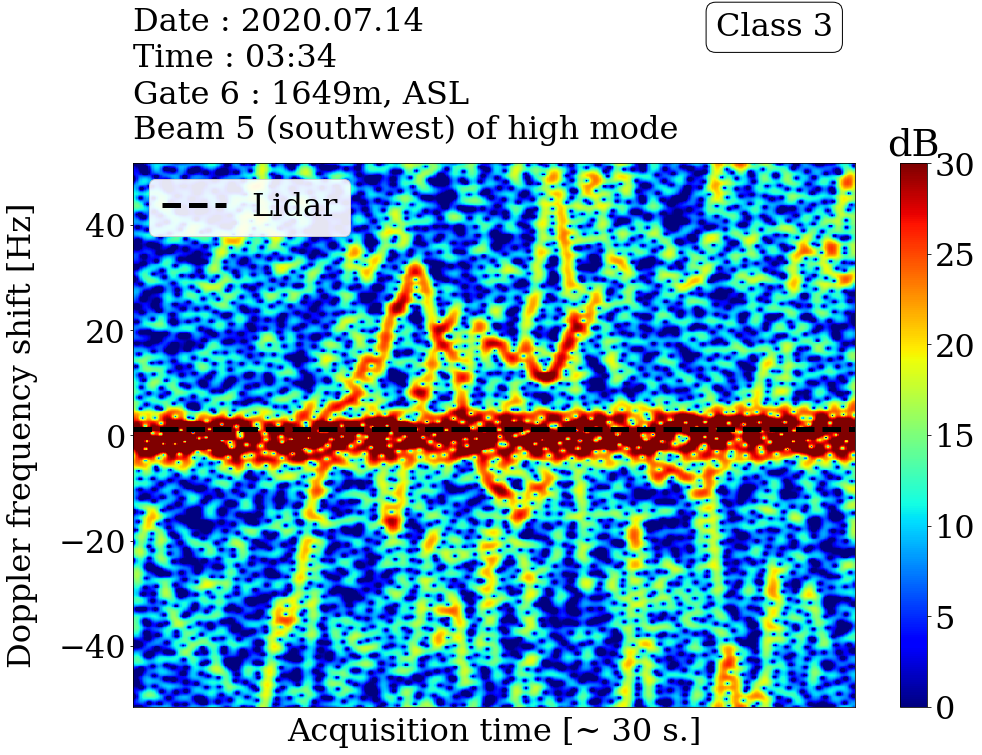 Date : 2020.07.14
Time : 03:34
Gate 6 : 1649m, ASL
Beam 5 (southwest) of high mode
Class 3
dB
Lidar
Doppler frequency shift [Hz]
40
20
0
−20
−40
30
25
20
15
10
5
0
Acquisition time [~ 30 s.]